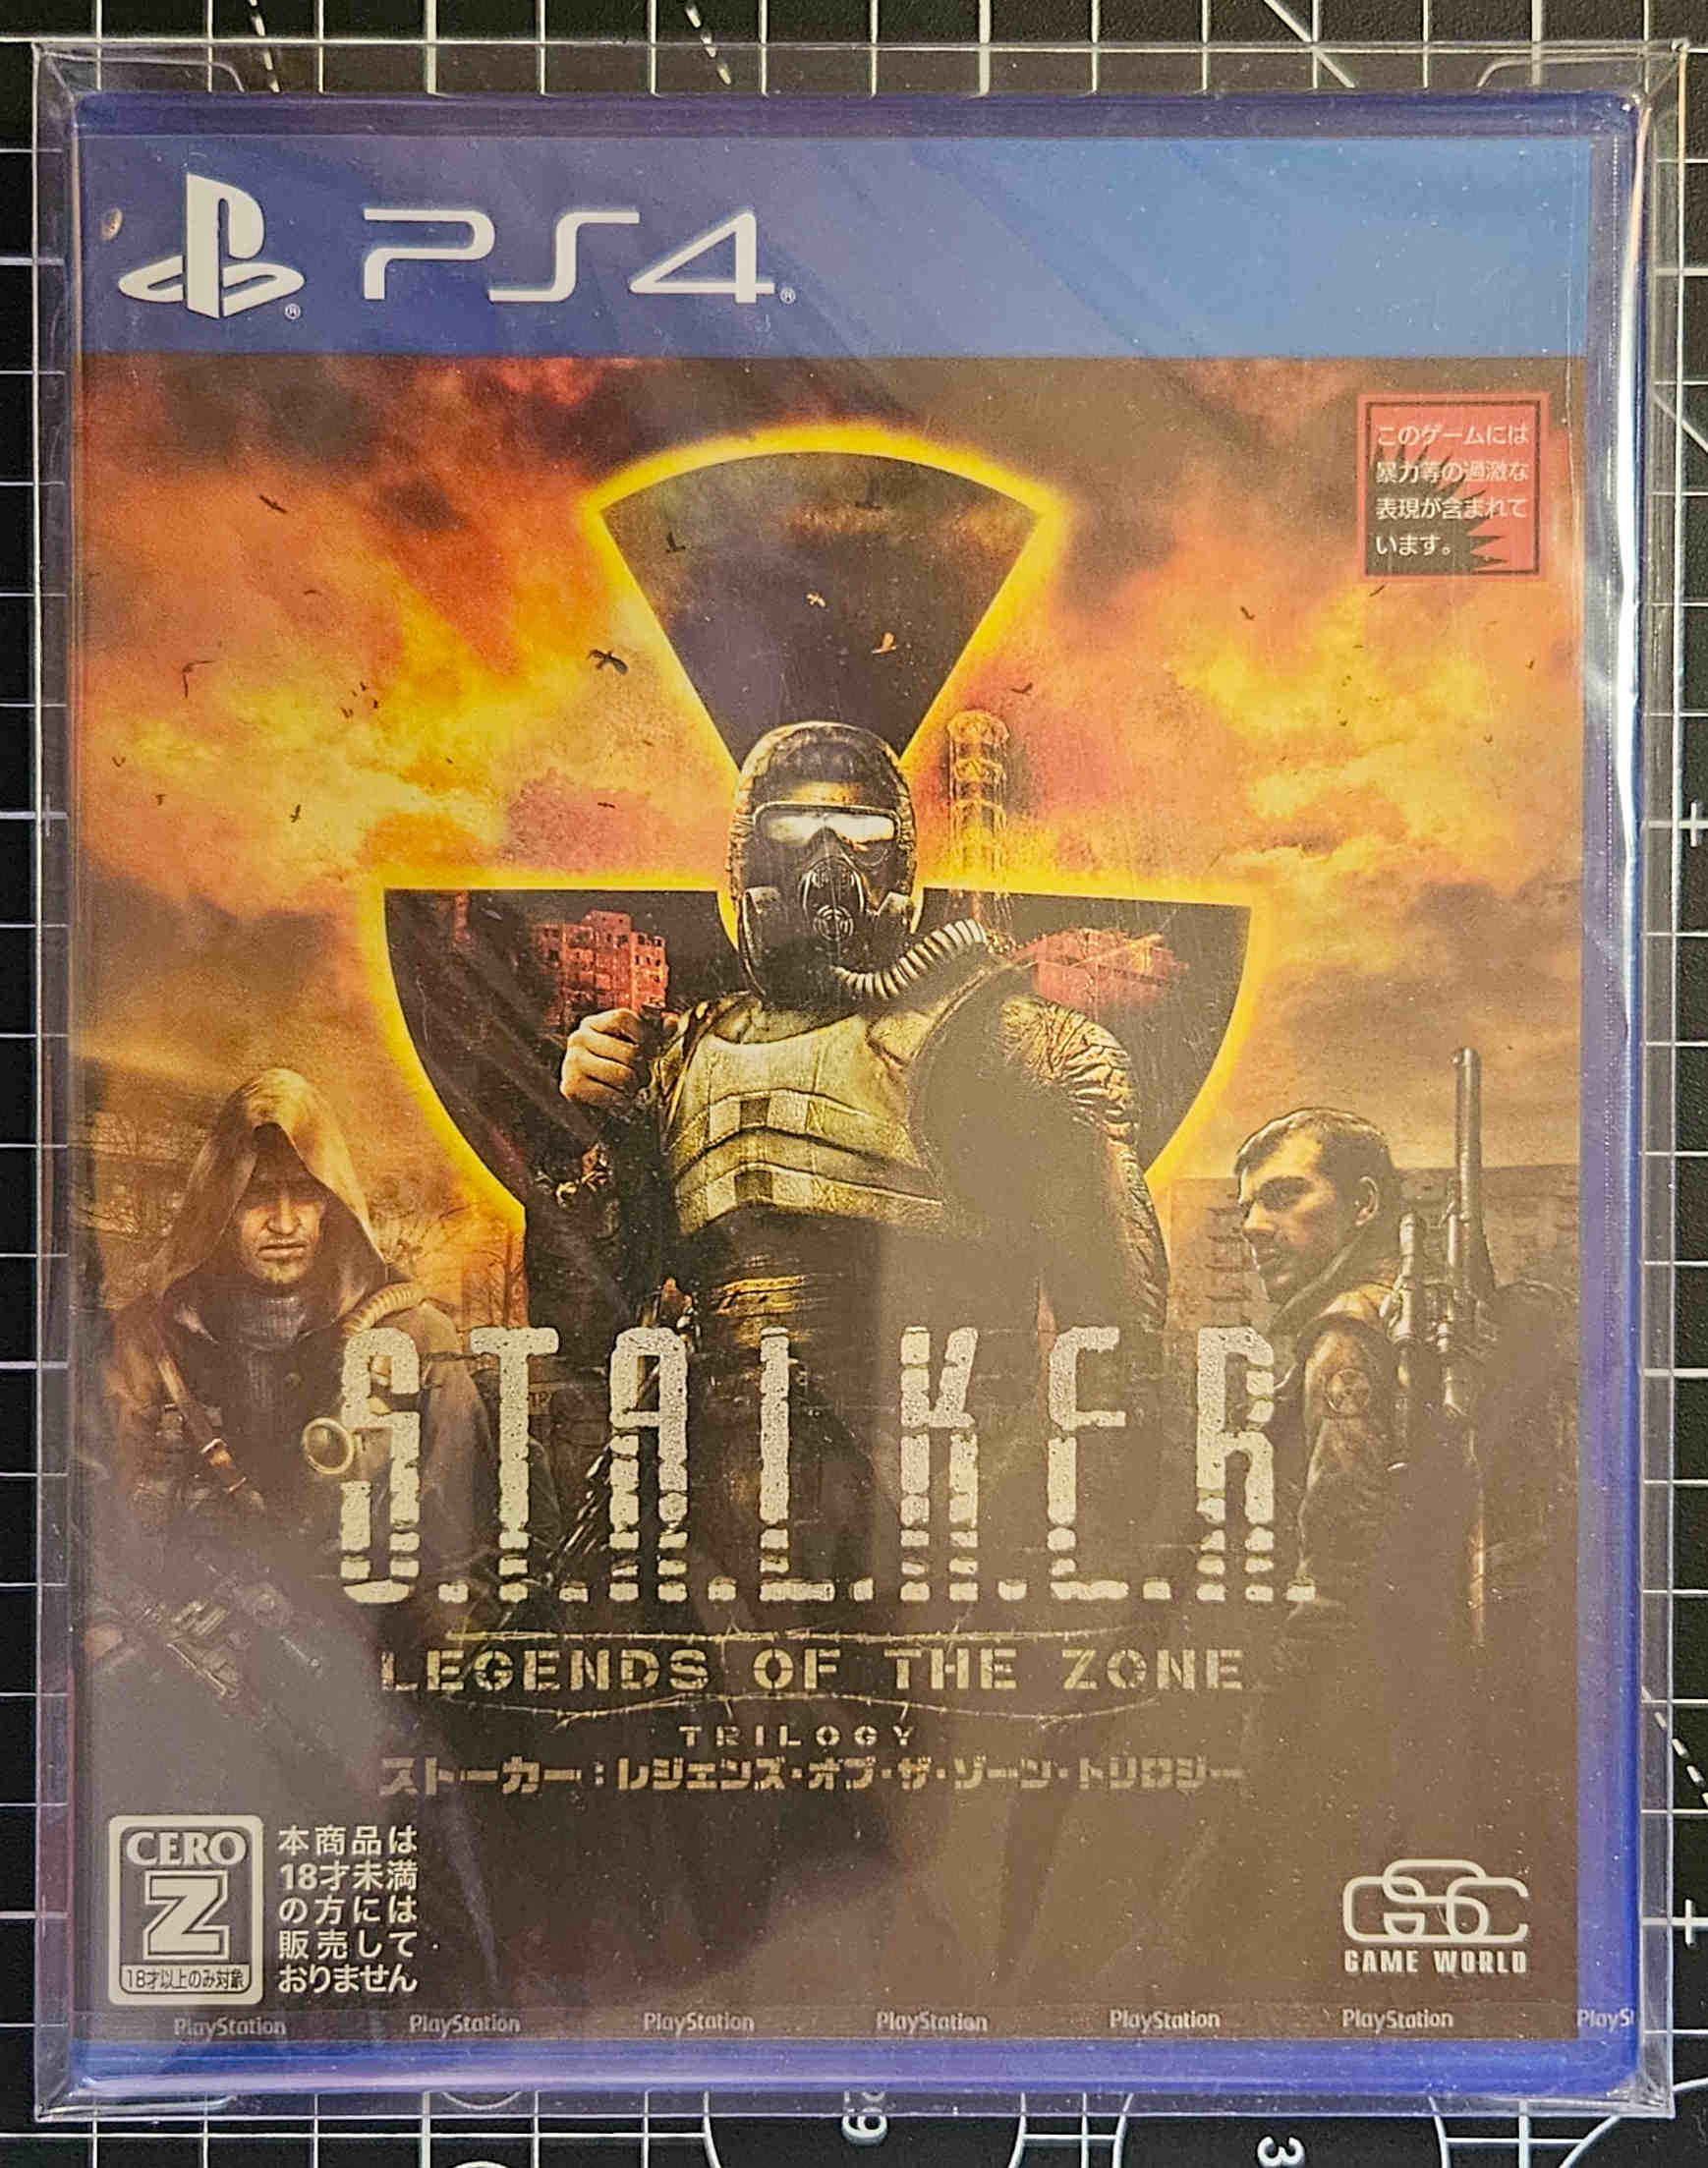 PS4
このゲームには
暴力等の過激な
表現が含まれて
います。
S.T.A.L.K.E.R.
LEGENDS OF THE ZONE
TRILOGY
ストーカー:レジェンズ・オブ・ザ・ゾーン・トリロジー
CERO
Z
18才以上のみ対象
本商品は
18才未満
の方には
販売して
おりません
GSC
GAME WORLD
PlayStation PlayStation PlayStation PlayStation PlayStation PlayStation PlayS
3